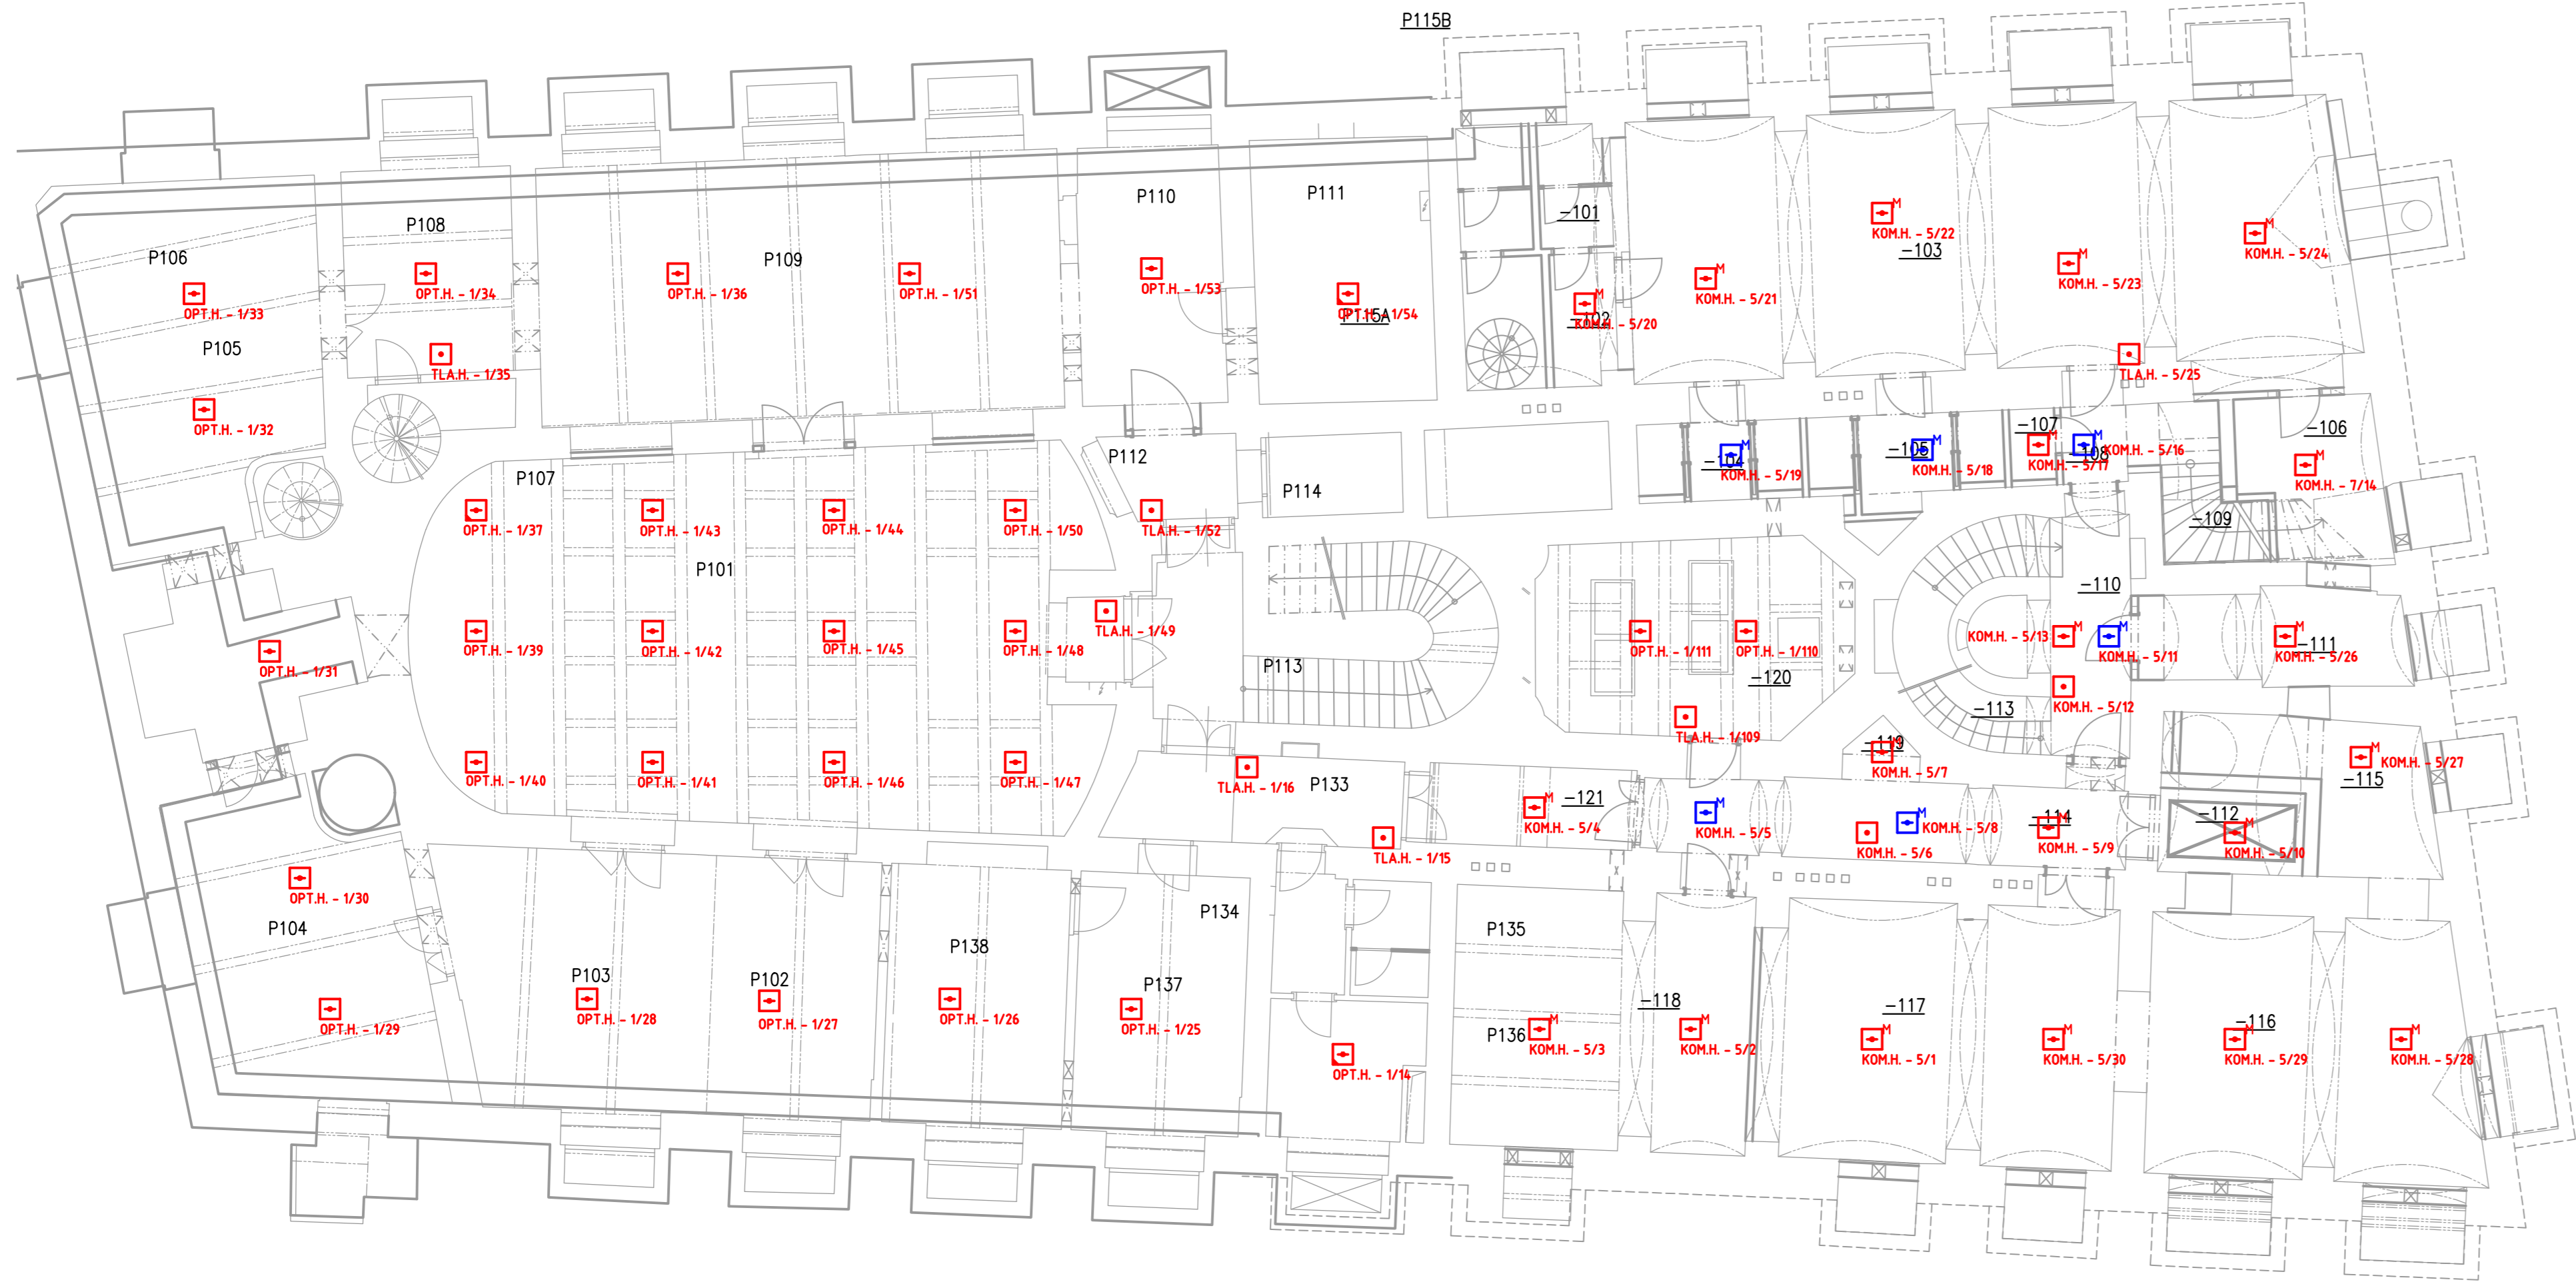 P115B
P111
P110
M
-101
KOM.H. - 5/22
M
KOM.H. - 5/24
P108
-103
P106
P109
M
KOM.H. - 5/23
M
KOM.H. - 5/21
OPT.H. - 1/33
OPT.H. - 1/34
OPT.H. - 1/36
OPT.H. - 1/51
OPT.H. - 1/53
OPT.H. - 1/54
P115A
M
-102
KOM.H. - 5/20
P105
TLA.H. - 1/35
TLA.H. - 5/25
OPT.H. - 1/32
P107
P112
P114
M
-104
KOM.H. - 5/19
M
-105
KOM.H. - 5/18
-107
M
KOM.H. - 5/17
M
-108
KOM.H. - 5/16
-106
M
KOM.H. - 7/14
-109
OPT.H. - 1/37
OPT.H. - 1/43
OPT.H. - 1/44
OPT.H. - 1/50
TLA.H. - 1/52
P101
-110
OPT.H. - 1/31
OPT.H. - 1/39
OPT.H. - 1/42
OPT.H. - 1/45
OPT.H. - 1/48
TLA.H. - 1/49
P113
OPT.H. - 1/111
OPT.H. - 1/110
-120
KOM.H. - 5/13
M
M
KOM.H. - 5/11
M
-111
KOM.H. - 5/26
KOM.H. - 5/12
-113
TLA.H. - 1/109
-119
M
KOM.H. - 5/7
M
KOM.H. - 5/27
-115
OPT.H. - 1/40
OPT.H. - 1/41
OPT.H. - 1/46
OPT.H. - 1/47
TLA.H. - 1/16
P133
-121
M
KOM.H. - 5/4
M
KOM.H. - 5/5
M
KOM.H. - 5/8
KOM.H. - 5/6
-114
M
KOM.H. - 5/9
-112
M
KOM.H. - 5/10
TLA.H. - 1/15
OPT.H. - 1/30
P104
P134
P135
P138
P103
P102
P137
OPT.H. - 1/29
OPT.H. - 1/28
OPT.H. - 1/27
OPT.H. - 1/26
OPT.H. - 1/25
OPT.H. - 1/14
P136
M
KOM.H. - 5/3
-118
M
KOM.H. - 5/2
-117
M
KOM.H. - 5/1
M
KOM.H. - 5/30
-116
M
KOM.H. - 5/29
M
KOM.H. - 5/28